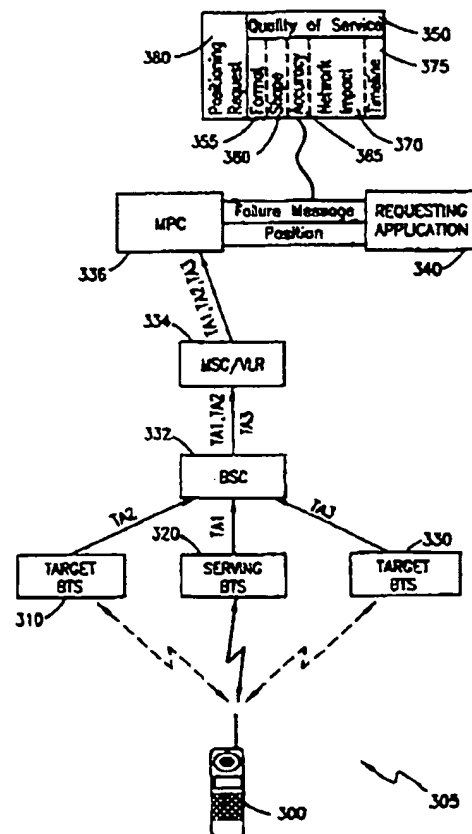 Quality of Service
350
380
375
Positioning
Request
Format
Shape
Accuracy
Network
Impact
Timeline
355
360
365
370
MPC
Failure Message
Position
REQUESTING
APPLICATION
336
340
TA1,TA2,TA3
334
MSC/VLR
TA1,TA2
TA3
332
BSC
TA2
TA1
TA3
320
330
TARGET
BTS
SERVING
BTS
TARGET
BTS
310
300
305